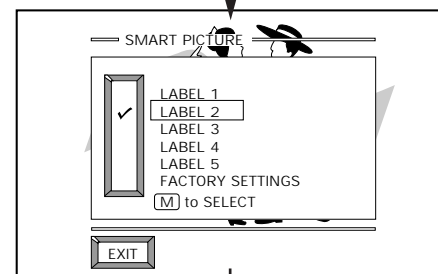 SMART PICTURE
LABEL 1
LABEL 2
LABEL 3
LABEL 4
LABEL 5
FACTORY SETTINGS
M to SELECT
EXIT